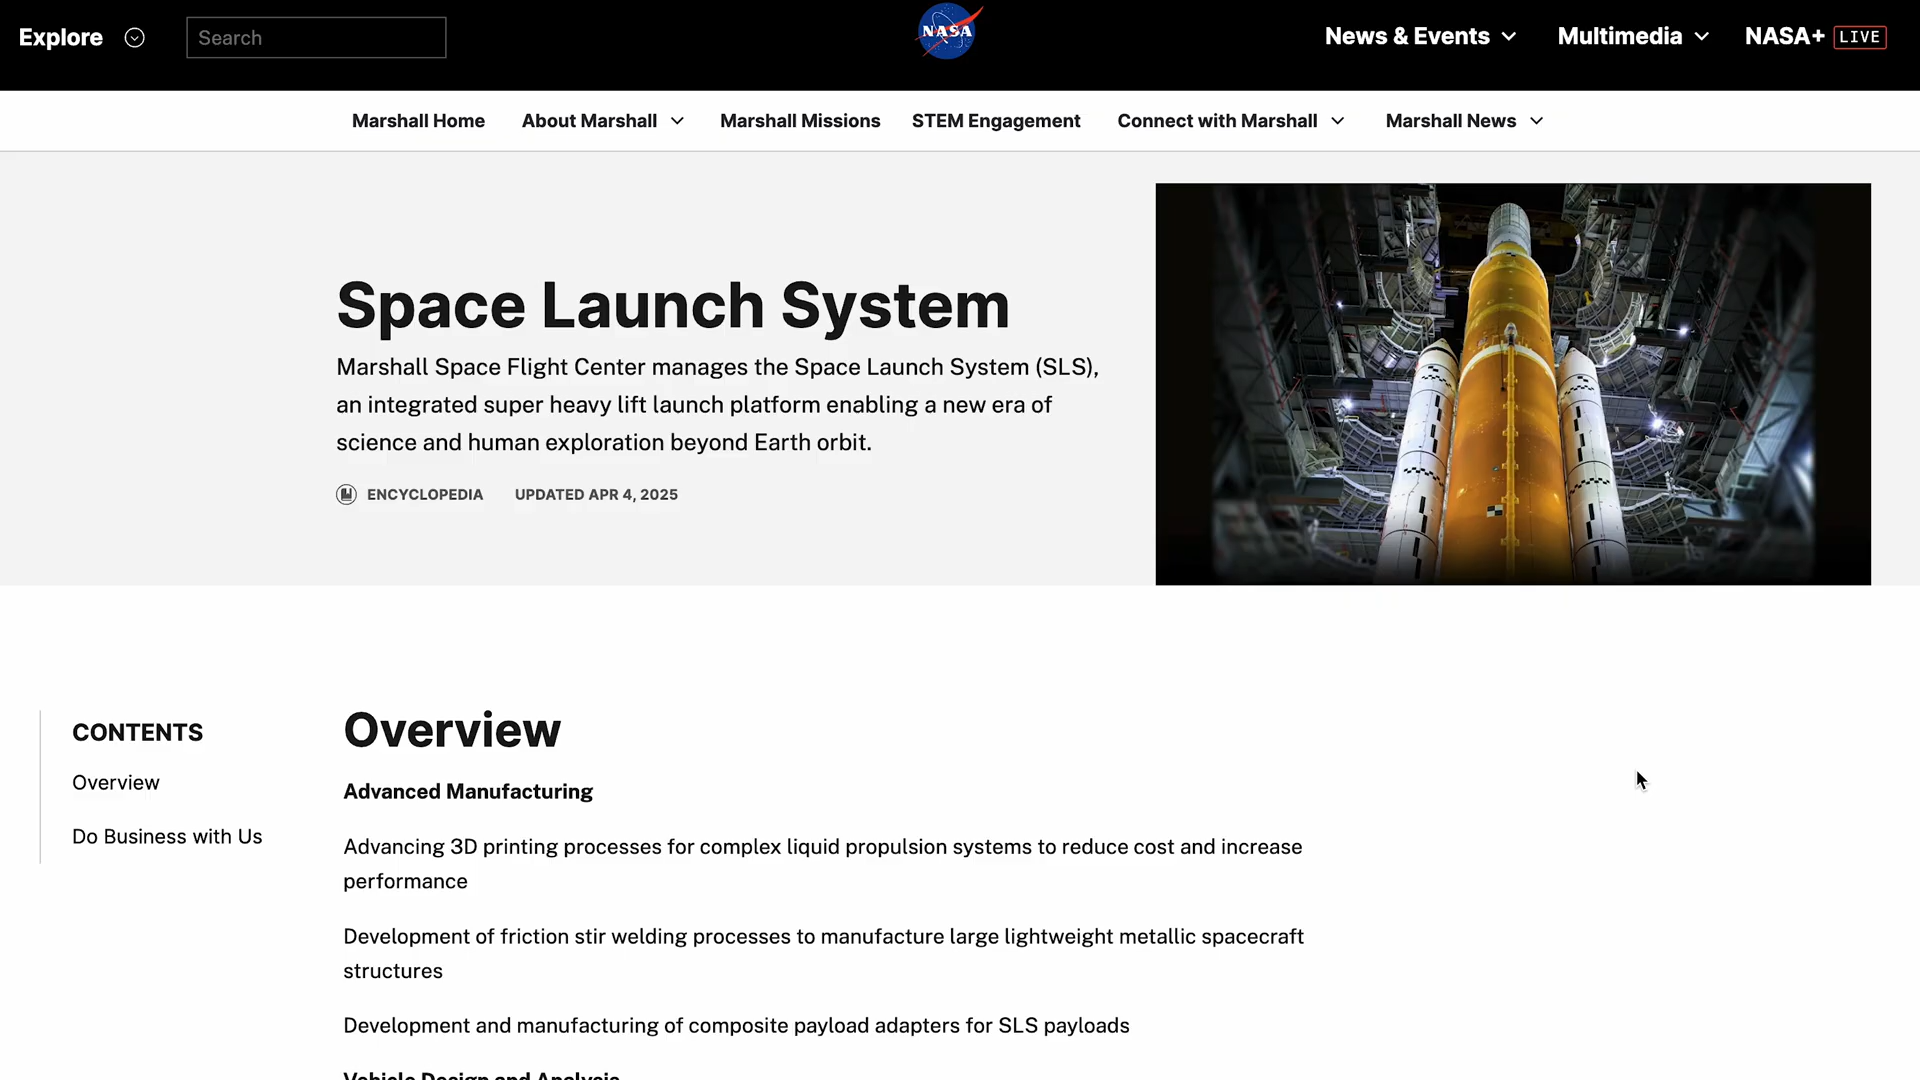 Explore
Search
NASA
News & Events
Multimedia
NASA+ LIVE
Marshall Home
About Marshall
Marshall Missions
STEM Engagement
Connect with Marshall
Marshall News
Space Launch System
Marshall Space Flight Center manages the Space Launch System (SLS),
an integrated super heavy lift launch platform enabling a new era of
science and human exploration beyond Earth orbit.
ENCYCLOPEDIA
UPDATED APR 4, 2025
CONTENTS
Overview
Do Business with Us
Overview
Advanced Manufacturing
Advancing 3D printing processes for complex liquid propulsion systems to reduce cost and increase
performance
Development of friction stir welding processes to manufacture large lightweight metallic spacecraft
structures
Development and manufacturing of composite payload adapters for SLS payloads
Vehicle Design and Analysis